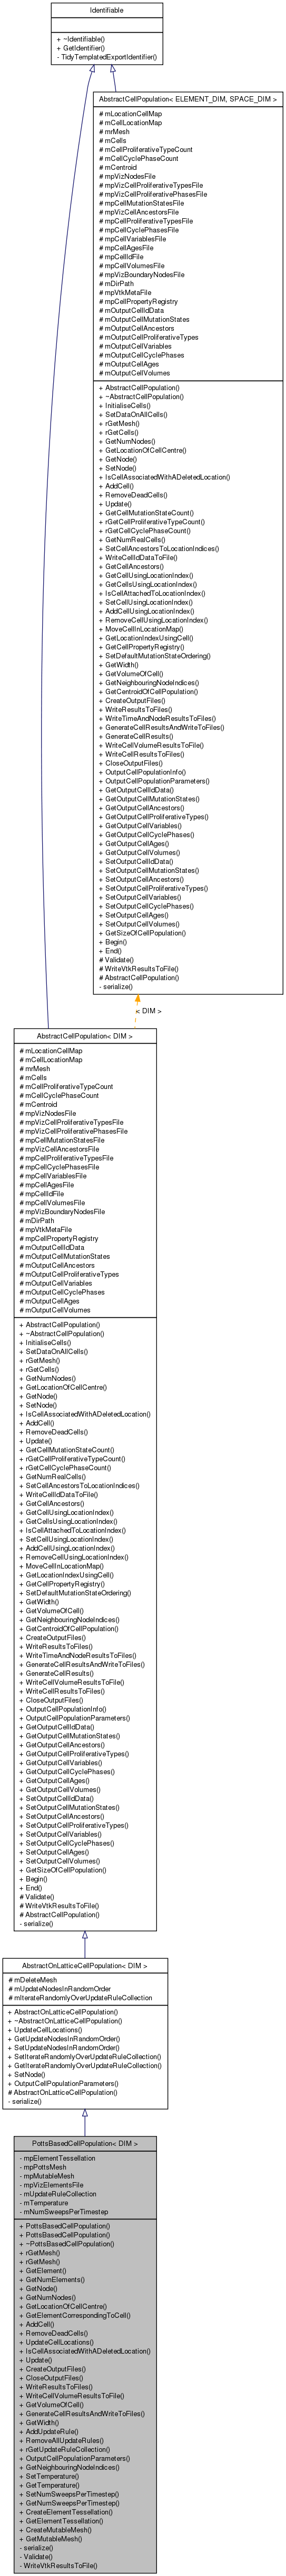 Identifiable
+ ~Identifiable()
+ GetIdentifier()
- TidyTemplatedExportIdentifier()
AbstractCellPopulation< ELEMENT_DIM, SPACE_DIM >
# mLocationCellMap
# mCellLocationMap
# mrMesh
# mCells
# mCellProliferativeTypeCount
# mCellCyclePhaseCount
# mCentroid
# mpVizNodesFile
# mpVizCellProliferativeTypesFile
# mpVizCellProliferativePhasesFile
# mpCellMutationStatesFile
# mpVizCellAncestorsFile
# mpCellProliferativeTypesFile
# mpCellCyclePhasesFile
# mpCellVariablesFile
# mpCellAgesFile
# mpCellIdFile
# mpCellVolumesFile
# mpVizBoundaryNodesFile
# mDirPath
# mpVtkMetaFile
# mpCellPropertyRegistry
# mOutputCellIdData
# mOutputCellMutationStates
# mOutputCellAncestors
# mOutputCellProliferativeTypes
# mOutputCellVariables
# mOutputCellCyclePhases
# mOutputCellAges
# mOutputCellVolumes
+ AbstractCellPopulation()
+ ~AbstractCellPopulation()
+ InitialiseCells()
+ SetDataOnAllCells()
+ rGetMesh()
+ rGetCells()
+ GetNumNodes()
+ GetLocationOfCellCentre()
+ GetNode()
+ SetNode()
+ IsCellAssociatedWithADeletedLocation()
+ AddCell()
+ RemoveDeadCells()
+ Update()
+ GetCellMutationStateCount()
+ rGetCellProliferativeTypeCount()
+ rGetCellCyclePhaseCount()
+ GetNumRealCells()
+ SetCellAncestorsToLocationIndices()
+ WriteCellIdDataToFile()
+ GetCellAncestors()
+ GetCellUsingLocationIndex()
+ GetCellsUsingLocationIndex()
+ IsCellAttachedToLocationIndex()
+ SetCellUsingLocationIndex()
+ AddCellUsingLocationIndex()
+ RemoveCellUsingLocationIndex()
+ MoveCellInLocationMap()
+ GetLocationIndexUsingCell()
+ GetCellPropertyRegistry()
+ SetDefaultMutationStateOrdering()
+ GetWidth()
+ GetVolumeOfCell()
+ GetNeighbouringNodeIndices()
+ GetCentroidOfCellPopulation()
+ CreateOutputFiles()
+ WriteResultsToFiles()
+ WriteTimeAndNodeResultsToFiles()
+ GenerateCellResultsAndWriteToFiles()
+ GenerateCellResults()
+ WriteCellVolumeResultsToFile()
+ WriteCellResultsToFiles()
+ CloseOutputFiles()
+ OutputCellPopulationInfo()
+ OutputCellPopulationParameters()
+ GetOutputCellIdData()
+ GetOutputCellMutationStates()
+ GetOutputCellAncestors()
+ GetOutputCellProliferativeTypes()
+ GetOutputCellVariables()
+ GetOutputCellCyclePhases()
+ GetOutputCellAges()
+ GetOutputCellVolumes()
+ SetOutputCellIdData()
+ SetOutputCellMutationStates()
+ SetOutputCellAncestors()
+ SetOutputCellProliferativeTypes()
+ SetOutputCellVariables()
+ SetOutputCellCyclePhases()
+ SetOutputCellAges()
+ SetOutputCellVolumes()
+ GetSizeOfCellPopulation()
+ Begin()
+ End()
# Validate()
# WriteVtkResultsToFile()
# AbstractCellPopulation()
- serialize()
< DIM >
AbstractCellPopulation< DIM >
# mLocationCellMap
# mCellLocationMap
# mrMesh
# mCells
# mCellProliferativeTypeCount
# mCellCyclePhaseCount
# mCentroid
# mpVizNodesFile
# mpVizCellProliferativeTypesFile
# mpVizCellProliferativePhasesFile
# mpCellMutationStatesFile
# mpVizCellAncestorsFile
# mpCellProliferativeTypesFile
# mpCellCyclePhasesFile
# mpCellVariablesFile
# mpCellAgesFile
# mpCellIdFile
# mpCellVolumesFile
# mpVizBoundaryNodesFile
# mDirPath
# mpVtkMetaFile
# mpCellPropertyRegistry
# mOutputCellIdData
# mOutputCellMutationStates
# mOutputCellAncestors
# mOutputCellProliferativeTypes
# mOutputCellVariables
# mOutputCellCyclePhases
# mOutputCellAges
# mOutputCellVolumes
+ AbstractCellPopulation()
+ ~AbstractCellPopulation()
+ InitialiseCells()
+ SetDataOnAllCells()
+ rGetMesh()
+ rGetCells()
+ GetNumNodes()
+ GetLocationOfCellCentre()
+ GetNode()
+ SetNode()
+ IsCellAssociatedWithADeletedLocation()
+ AddCell()
+ RemoveDeadCells()
+ Update()
+ GetCellMutationStateCount()
+ rGetCellProliferativeTypeCount()
+ rGetCellCyclePhaseCount()
+ GetNumRealCells()
+ SetCellAncestorsToLocationIndices()
+ WriteCellIdDataToFile()
+ GetCellAncestors()
+ GetCellUsingLocationIndex()
+ GetCellsUsingLocationIndex()
+ IsCellAttachedToLocationIndex()
+ SetCellUsingLocationIndex()
+ AddCellUsingLocationIndex()
+ RemoveCellUsingLocationIndex()
+ MoveCellInLocationMap()
+ GetLocationIndexUsingCell()
+ GetCellPropertyRegistry()
+ SetDefaultMutationStateOrdering()
+ GetWidth()
+ GetVolumeOfCell()
+ GetNeighbouringNodeIndices()
+ GetCentroidOfCellPopulation()
+ CreateOutputFiles()
+ WriteResultsToFiles()
+ WriteTimeAndNodeResultsToFiles()
+ GenerateCellResultsAndWriteToFiles()
+ GenerateCellResults()
+ WriteCellVolumeResultsToFile()
+ WriteCellResultsToFiles()
+ CloseOutputFiles()
+ OutputCellPopulationInfo()
+ OutputCellPopulationParameters()
+ GetOutputCellIdData()
+ GetOutputCellMutationStates()
+ GetOutputCellAncestors()
+ GetOutputCellProliferativeTypes()
+ GetOutputCellVariables()
+ GetOutputCellCyclePhases()
+ GetOutputCellAges()
+ GetOutputCellVolumes()
+ SetOutputCellIdData()
+ SetOutputCellMutationStates()
+ SetOutputCellAncestors()
+ SetOutputCellProliferativeTypes()
+ SetOutputCellVariables()
+ SetOutputCellCyclePhases()
+ SetOutputCellAges()
+ SetOutputCellVolumes()
+ GetSizeOfCellPopulation()
+ Begin()
+ End()
# Validate()
# WriteVtkResultsToFile()
# AbstractCellPopulation()
- serialize()
AbstractOnLatticeCellPopulation< DIM >
# mDeleteMesh
# mUpdateNodesInRandomOrder
# mIterateRandomlyOverUpdateRuleCollection
+ AbstractOnLatticeCellPopulation()
+ ~AbstractOnLatticeCellPopulation()
+ UpdateCellLocations()
+ GetUpdateNodesInRandomOrder()
+ SetUpdateNodesInRandomOrder()
+ SetIterateRandomlyOverUpdateRuleCollection()
+ GetIterateRandomlyOverUpdateRuleCollection()
+ SetNode()
+ OutputCellPopulationParameters()
# AbstractOnLatticeCellPopulation()
- serialize()
PottsBasedCellPopulation< DIM >
- mpElementTessellation
- mpPottsMesh
- mpMutableMesh
- mpVizElementsFile
- mUpdateRuleCollection
- mTemperature
- mNumSweepsPerTimestep
+ PottsBasedCellPopulation()
+ PottsBasedCellPopulation()
+ ~PottsBasedCellPopulation()
+ rGetMesh()
+ rGetMesh()
+ GetElement()
+ GetNumElements()
+ GetNode()
+ GetNumNodes()
+ GetLocationOfCellCentre()
+ GetElementCorrespondingToCell()
+ AddCell()
+ RemoveDeadCells()
+ UpdateCellLocations()
+ IsCellAssociatedWithADeletedLocation()
+ Update()
+ CreateOutputFiles()
+ CloseOutputFiles()
+ WriteResultsToFiles()
+ WriteCellVolumeResultsToFile()
+ GetVolumeOfCell()
+ GenerateCellResultsAndWriteToFiles()
+ GetWidth()
+ AddUpdateRule()
+ RemoveAllUpdateRules()
+ rGetUpdateRuleCollection()
+ OutputCellPopulationParameters()
+ GetNeighbouringNodeIndices()
+ SetTemperature()
+ GetTemperature()
+ SetNumSweepsPerTimestep()
+ GetNumSweepsPerTimestep()
+ CreateElementTessellation()
+ GetElementTessellation()
+ CreateMutableMesh()
+ GetMutableMesh()
- serialize()
- Validate()
- WriteVtkResultsToFile()